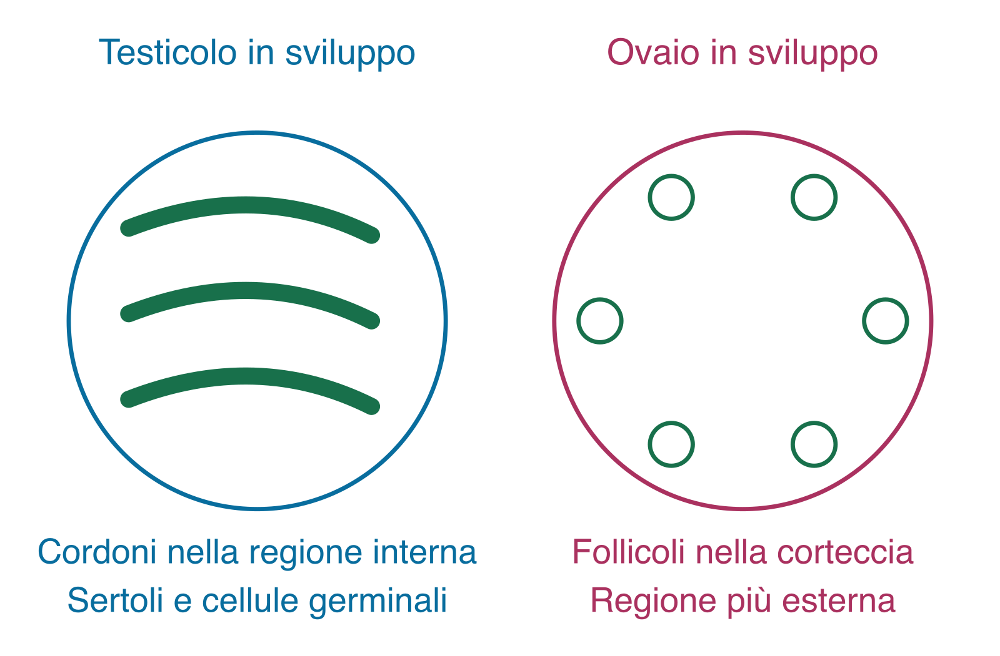 Testicolo in sviluppo
Ovaio in sviluppo
Cordoni nella regione interna
Sertoli e cellule germinali
Follicoli nella corteccia
Regione più esterna